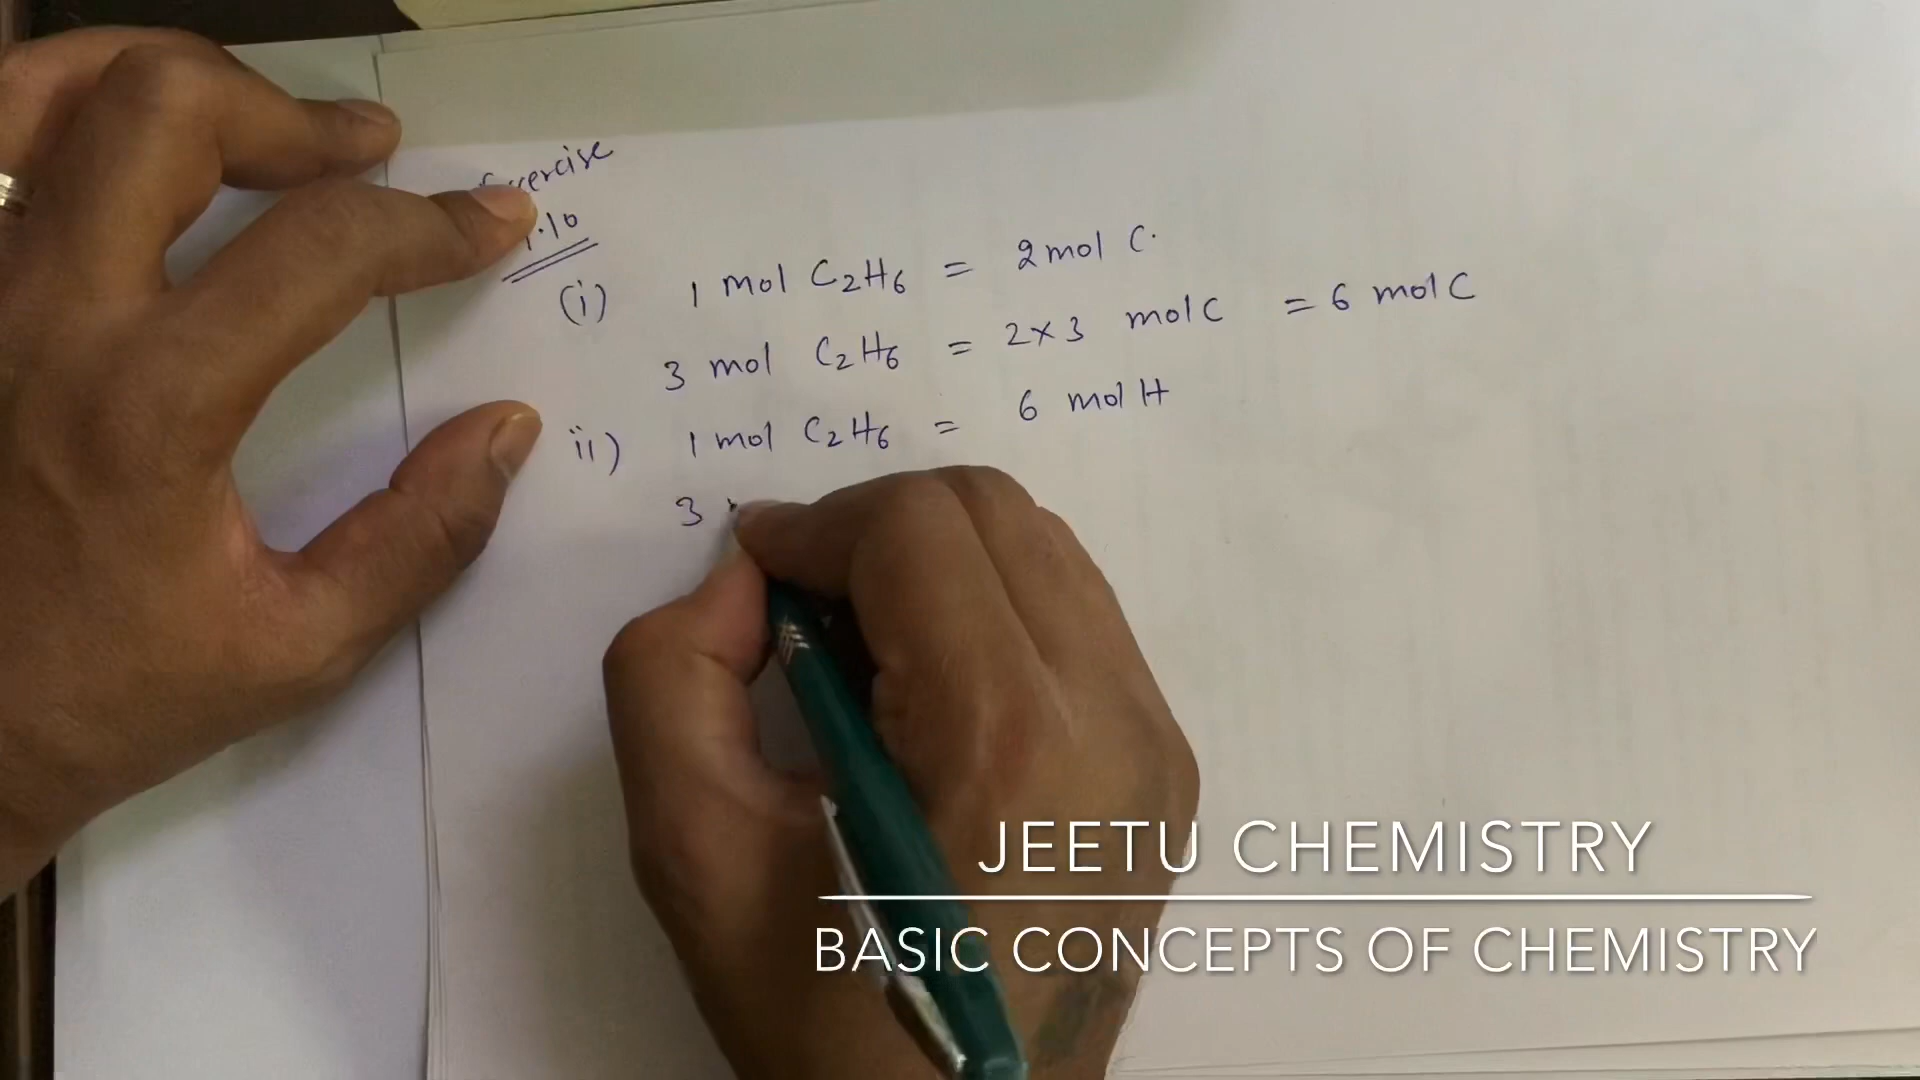 Exercise
1.10
(i) 1 mol C₂H₆ = 2 mol C.
3 mol C₂H₆ = 2×3 mol C = 6 mol C
ii) 1 mol C₂H₆ = 6 mol H
3
JEETU CHEMISTRY
BASIC CONCEPTS OF CHEMISTRY